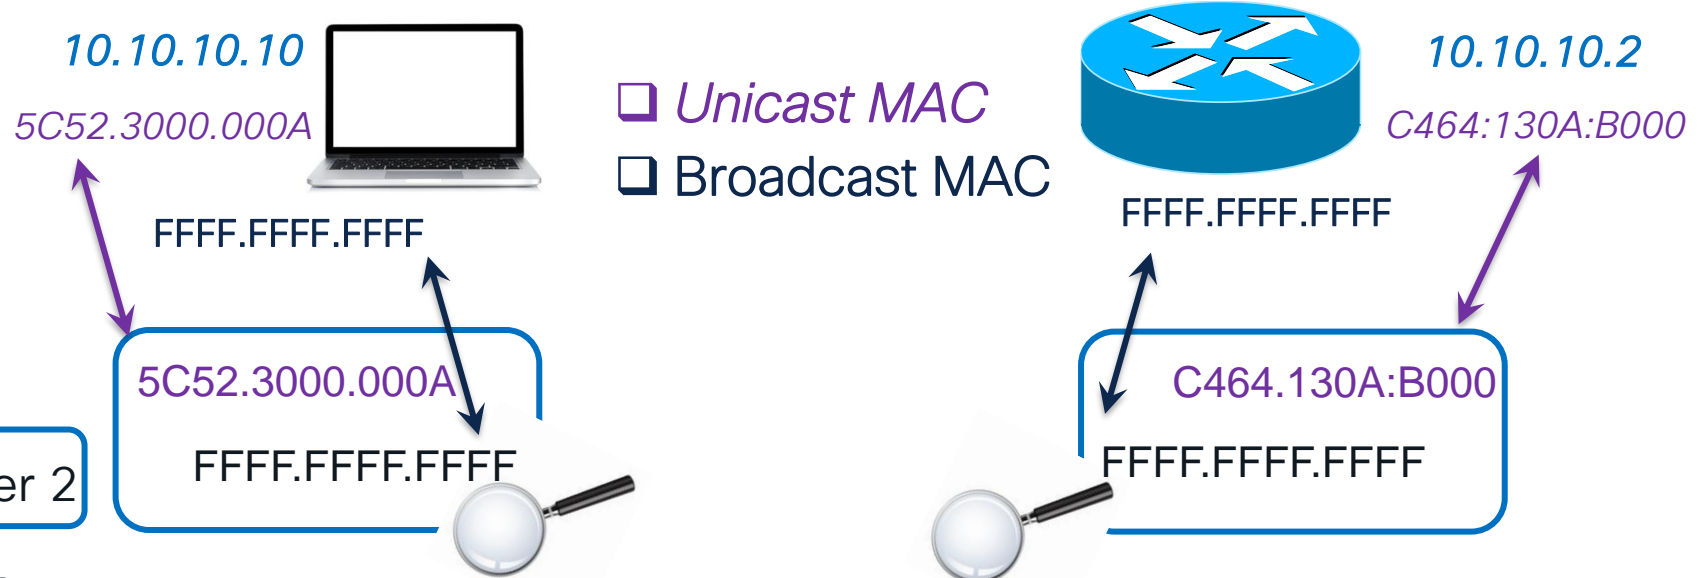 10.10.10.10
5C52.3000.000A
FFFF.FFFF.FFFF
❑ Unicast MAC
❑ Broadcast MAC
10.10.10.2
C464:130A:B000
FFFF.FFFF.FFFF
5C52.3000.000A
FFFF.FFFF.FFFF
C464.130A:B000
FFFF.FFFF.FFFF
er 2